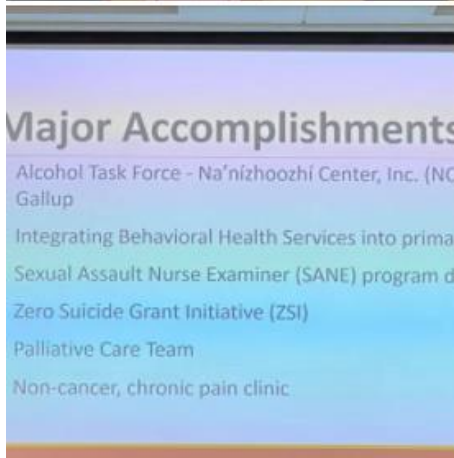 Major Accomplishments
Alcohol Task Force - Na'nízhoozhí Center, Inc. (NC
Gallup
Integrating Behavioral Health Services into prima
Sexual Assault Nurse Examiner (SANE) program d
Zero Suicide Grant Initiative (ZSI)
Palliative Care Team
Non-cancer, chronic pain clinic